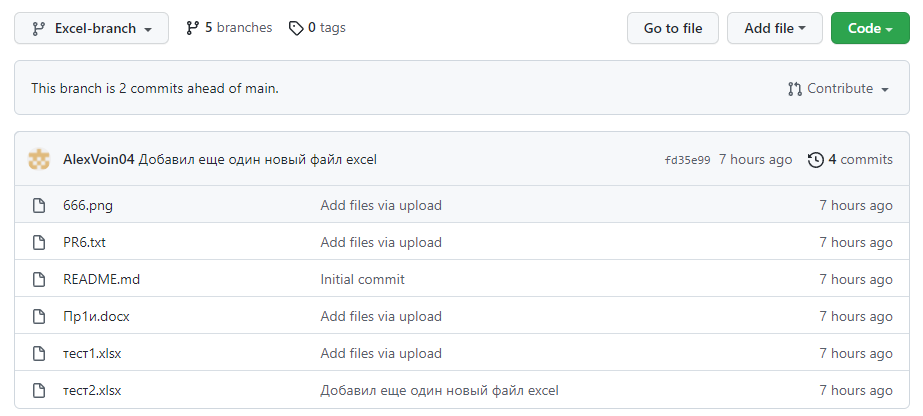 Excel-branch 5 branches 0 tags Go to file Add file Code
This branch is 2 commits ahead of main. Contribute
AlexVoin04 Добавил еще один новый файл excel fd35e99 7 hours ago 4 commits
666.png Add files via upload 7 hours ago
PR6.txt Add files via upload 7 hours ago
README.md Initial commit 7 hours ago
Пр1и.docx Add files via upload 7 hours ago
тест1.xlsx Add files via upload 7 hours ago
тест2.xlsx Добавил еще один новый файл excel 7 hours ago